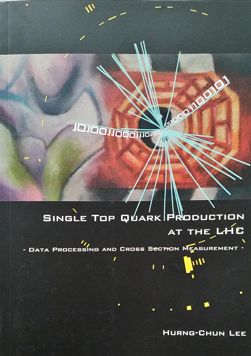 SINGLE TOP QUARK PRODUCTION
AT THE LHC
- DATA PROCESSING AND CROSS SECTION MEASUREMENT -
HURNG-CHUN LEE